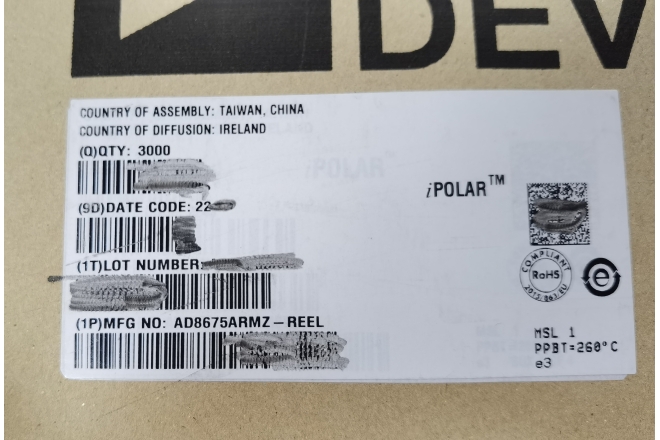 DEV
COUNTRY OF ASSEMBLY: TAIWAN, CHINA
COUNTRY OF DIFFUSION: IRELAND
(Q)QTY: 3000
(9D)DATE CODE: 22
(1T)LOT NUMBER:
(1P)MFG NO: AD8675ARMZ-REEL
iPOLAR™
COMPLIANT
RoHS
e
MSL 1
PPBT=260°C
e3